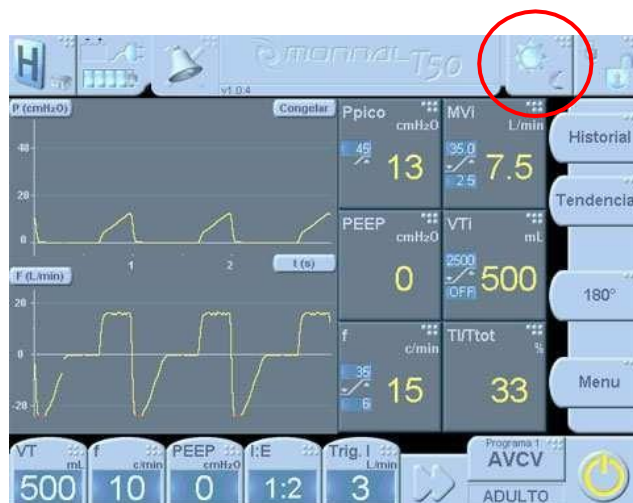 H
monnal T50
v1.0.4
P (cmH₂O)
Congelar
40
20
0
1
2
t (s)
F (L/min)
20
0
-20
Ppico
cmH₂O
45
13
MVi
L/min
35.0
2.5
7.5
PEEP
cmH₂O
0
VTi
mL
2500
OFF
500
f
c/min
35
6
15
TI/Ttot
%
33
Historial
Tendencia
180°
Menu
VT
mL
500
f
c/min
10
PEEP
cmH₂O
0
I:E
1:2
Trig. I
L/min
3
Programa 1
AVCV
ADULTO